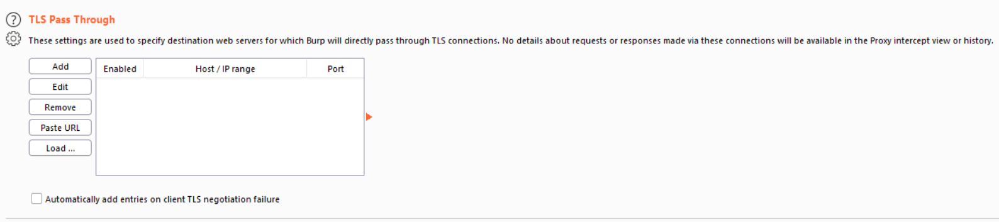 TLS Pass Through
These settings are used to specify destination web servers for which Burp will directly pass through TLS connections. No details about requests or responses made via these connections will be available in the Proxy intercept view or history.
Add
Enabled Host / IP range Port
Edit
Remove
Paste URL
Load ...
Automatically add entries on client TLS negotiation failure